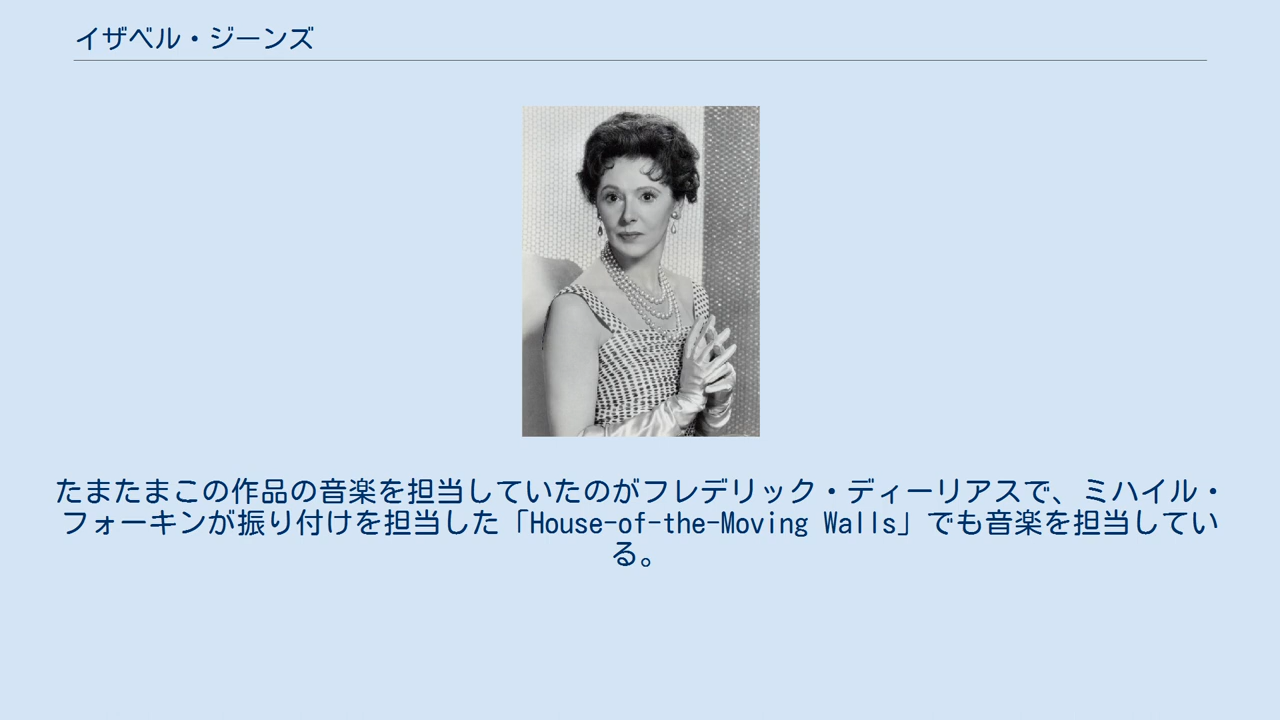 イザベル・ジーンズ
たまたまこの作品の音楽を担当していたのがフレデリック・ディーリアスで、ミハイル・
フォーキンが振り付けを担当した「House-of-the-Moving Walls」でも音楽を担当してい
る。